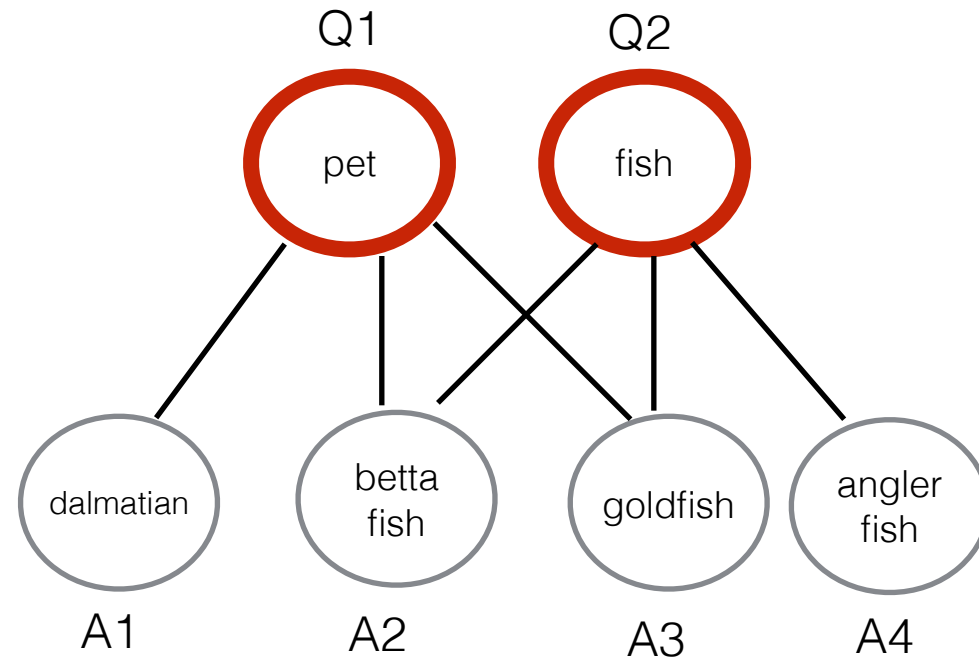 Q1
Q2
pet
fish
dalmatian
betta
fish
goldfish
angler
fish
A1
A2
A3
A4